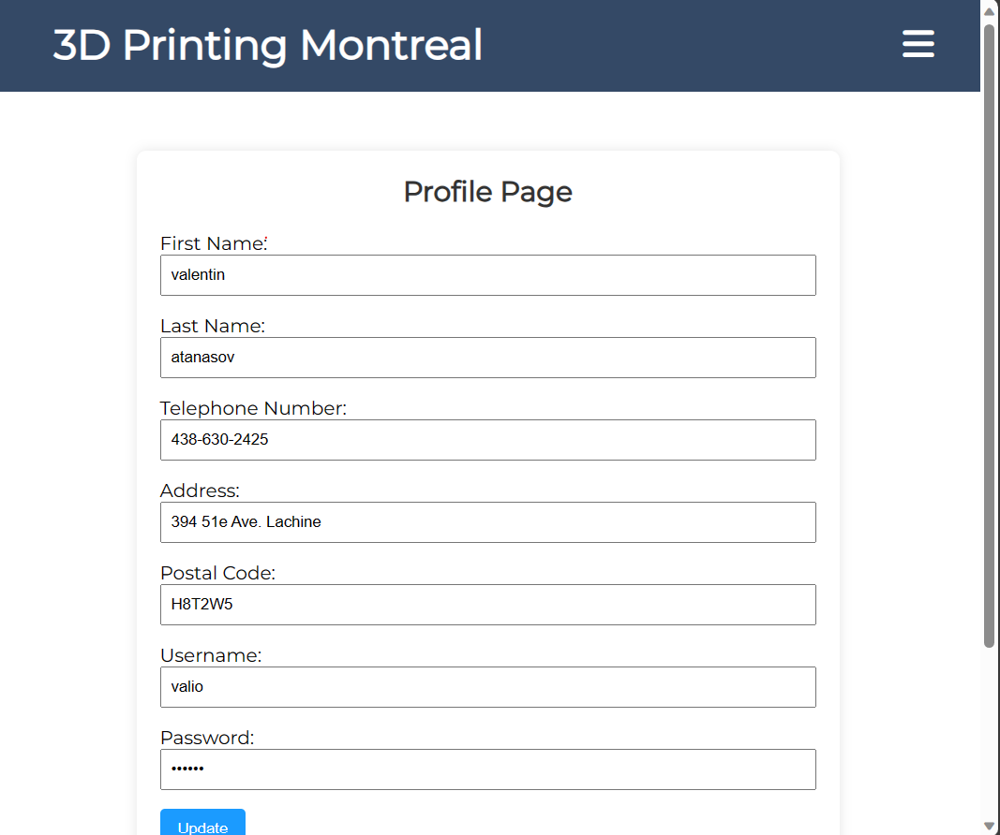 3D Printing Montreal
Profile Page
First Name:
valentin
Last Name:
atanasov
Telephone Number:
438-630-2425
Address:
394 51e Ave. Lachine
Postal Code:
H8T2W5
Username:
valio
Password:
••••••
Update